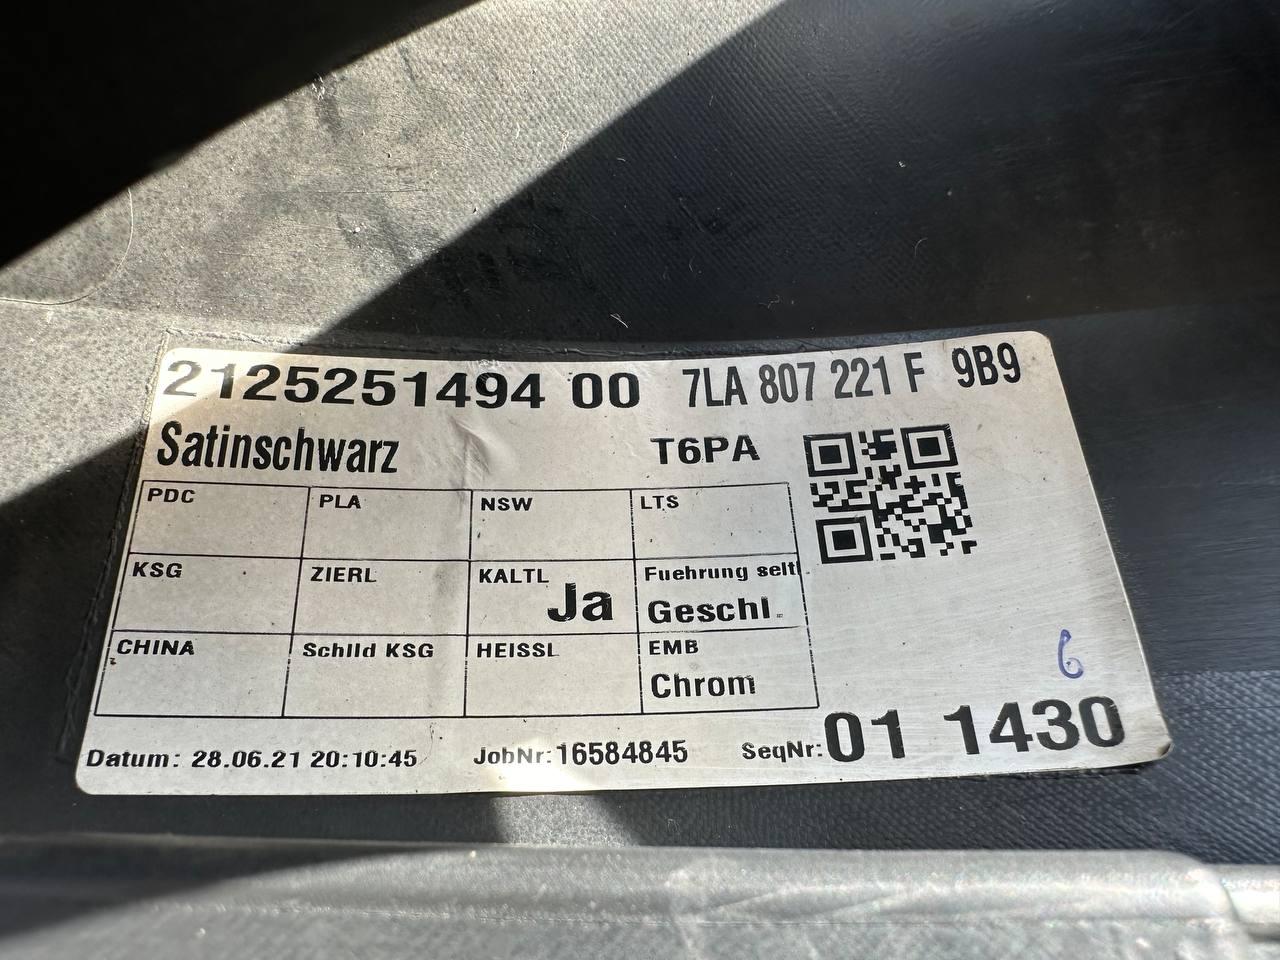 2125251494 00 7LA 807 221 F 9B9
Satinschwarz T6PA
PDC PLA NSW LTS
KSG ZIERL KALTL Fuehrung seitl.
Ja Geschl.
CHINA Schild KSG HEISSL EMB
Chrom
6
Datum: 28.06.21 20:10:45 JobNr:16584845 SeqNr:01 1430